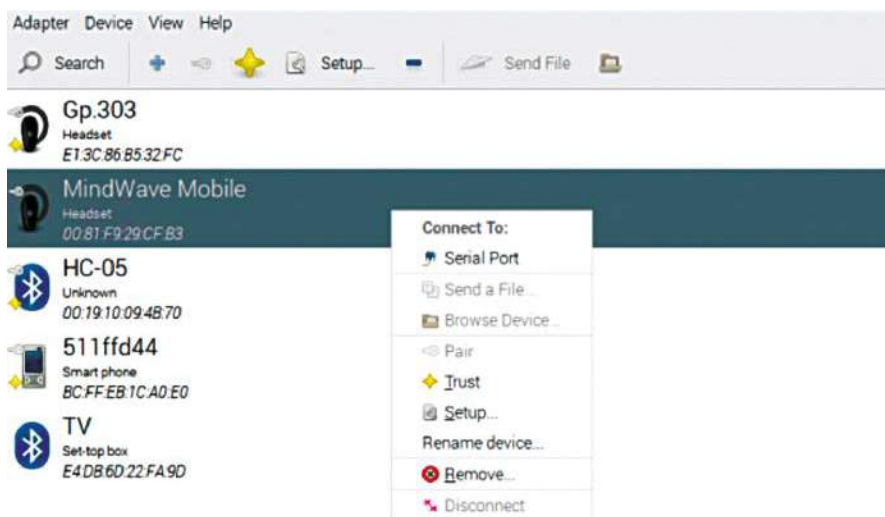 Adapter Device View Help
Search Setup... Send File
Gp.303
Headset
E1:3C:86:B5:32:FC
MindWave Mobile
Headset
00:81:F9:29:CF:B3
HC-05
Unknown
00:19:10:09:4B:70
511ffd44
Smart phone
BC:FF:EB:1C:A0:E0
TV
Set-top box
E4:DB:6D:22:FA:9D
Connect To:
Serial Port
Send a File...
Browse Device...
Pair
Trust
Setup...
Rename device...
Remove...
Disconnect